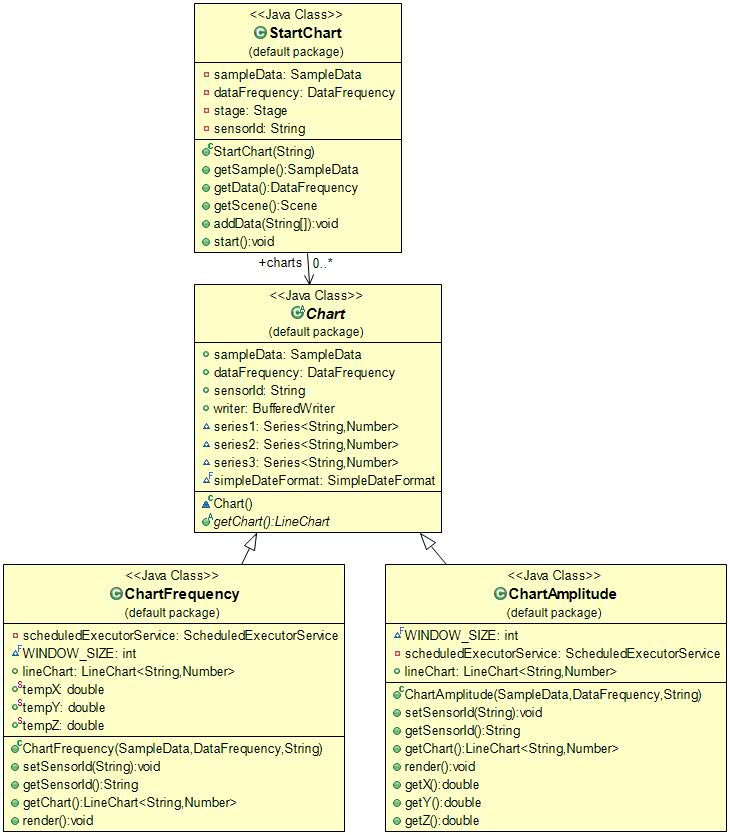 <<Java Class>>
StartChart
(default package)
sampleData: SampleData
dataFrequency: DataFrequency
stage: Stage
sensorId: String
StartChart(String)
getSample():SampleData
getData():DataFrequency
getScene():Scene
addData(String[]):void
start():void
+charts 0..*
<<Java Class>>
Chart
(default package)
sampleData: SampleData
dataFrequency: DataFrequency
sensorId: String
writer: BufferedWriter
series1: Series<String,Number>
series2: Series<String,Number>
series3: Series<String,Number>
simpleDateFormat: SimpleDateFormat
Chart()
getChart():LineChart
<<Java Class>>
ChartFrequency
(default package)
scheduledExecutorService: ScheduledExecutorService
WINDOW_SIZE: int
lineChart: LineChart<String,Number>
tempX: double
tempY: double
tempZ: double
ChartFrequency(SampleData,DataFrequency,String)
setSensorId(String):void
getSensorId():String
getChart():LineChart<String,Number>
render():void
<<Java Class>>
ChartAmplitude
(default package)
WINDOW_SIZE: int
scheduledExecutorService: ScheduledExecutorService
lineChart: LineChart<String,Number>
ChartAmplitude(SampleData,DataFrequency,String)
setSensorId(String):void
getSensorId():String
getChart():LineChart<String,Number>
render():void
getX():double
getY():double
getZ():double